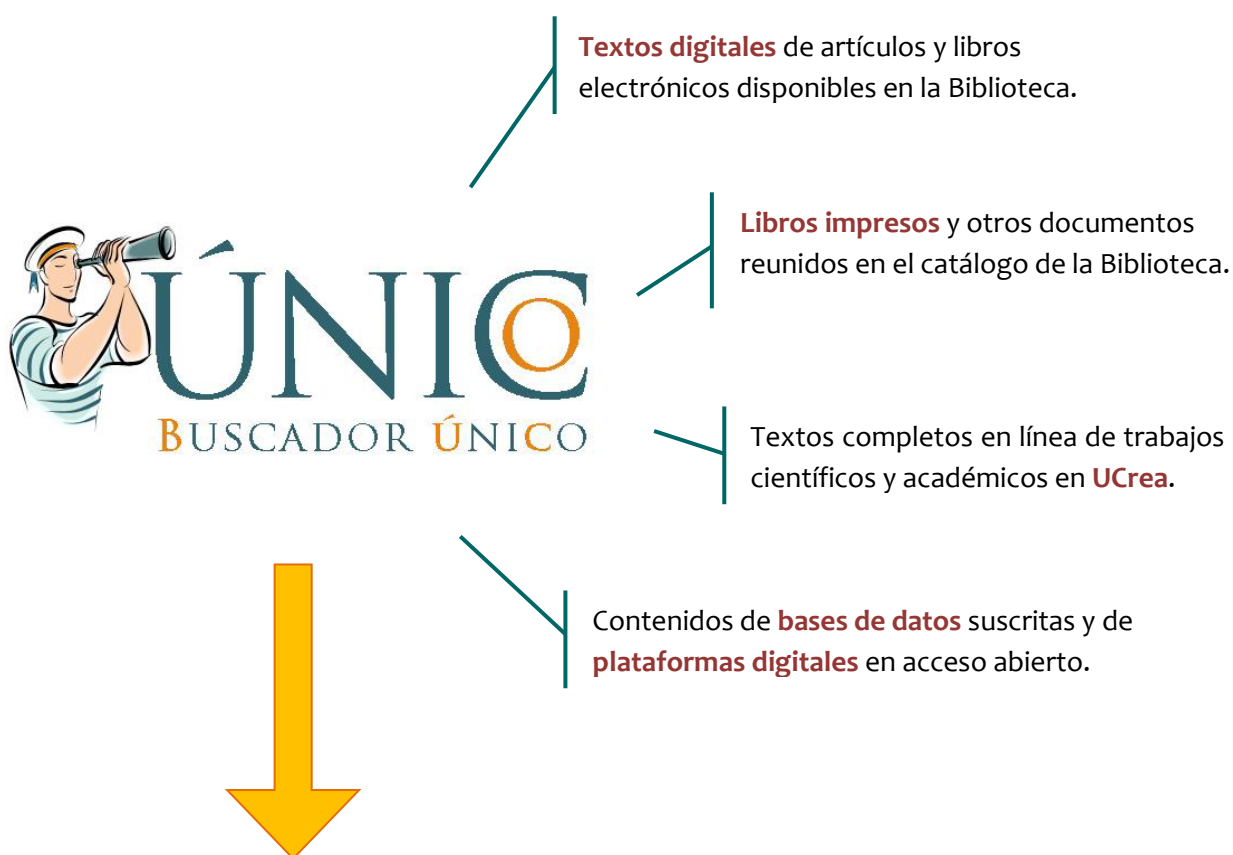 Textos digitales de artículos y libros
electrónicos disponibles en la Biblioteca.
Libros impresos y otros documentos
reunidos en el catálogo de la Biblioteca.
ÚNICO
BUSCADOR ÚNICO
Textos completos en línea de trabajos
científicos y académicos en UCrea.
Contenidos de bases de datos suscritas y de
plataformas digitales en acceso abierto.